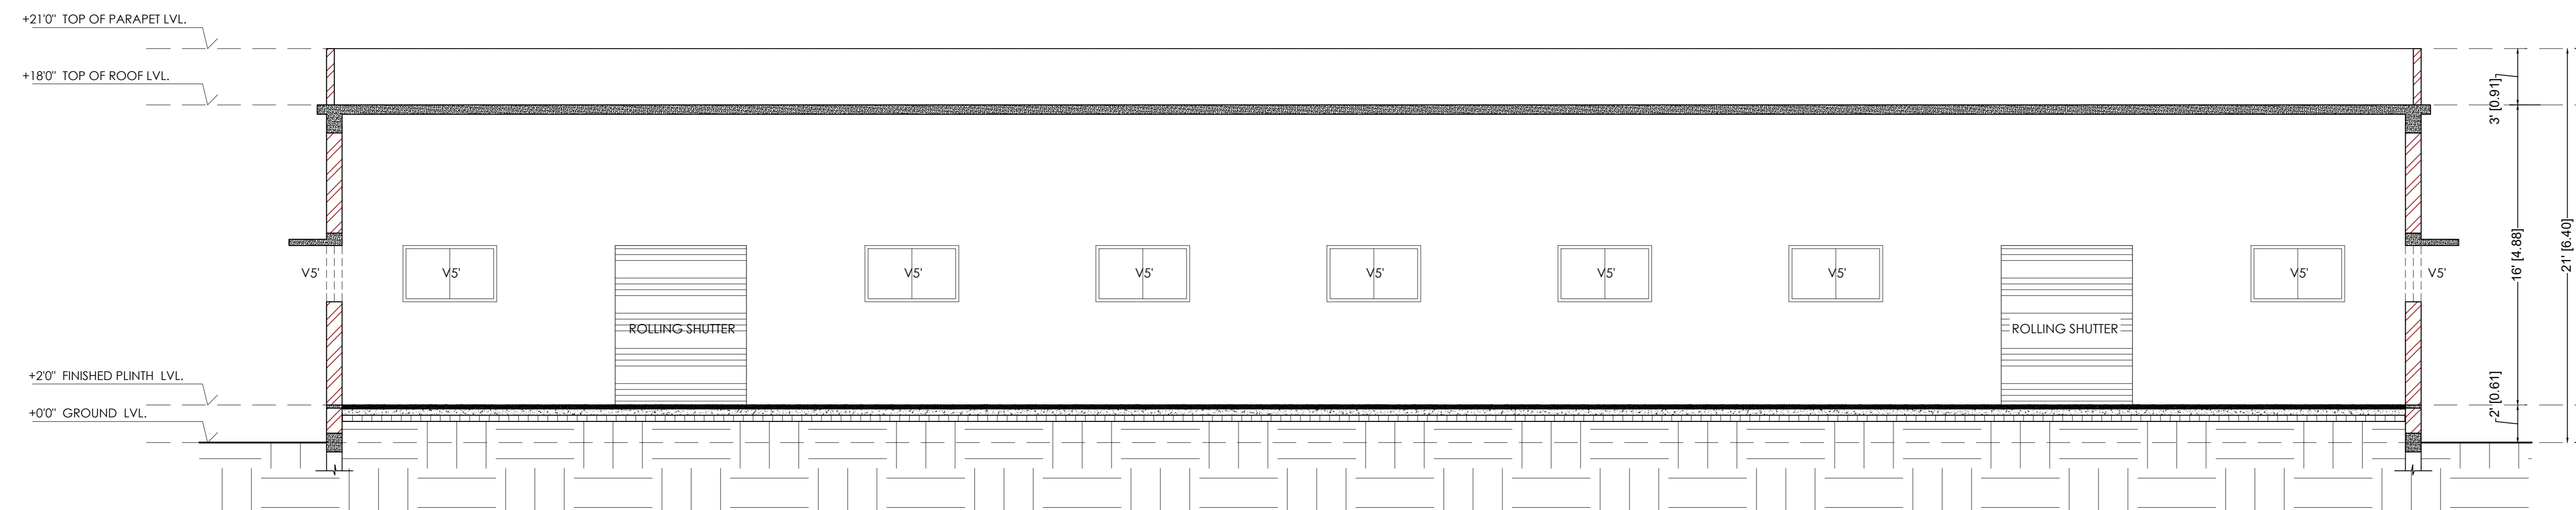 +21'0" TOP OF PARAPET LVL.
+18'0" TOP OF ROOF LVL.
3' [0.91]
16' [4.88]
21' [6.40]
V5'
V5'
V5'
V5'
V5'
V5'
V5'
V5'
V5'
ROLLING SHUTTER
ROLLING SHUTTER
+2'0" FINISHED PLINTH LVL.
2' [0.61]
+0'0" GROUND LVL.